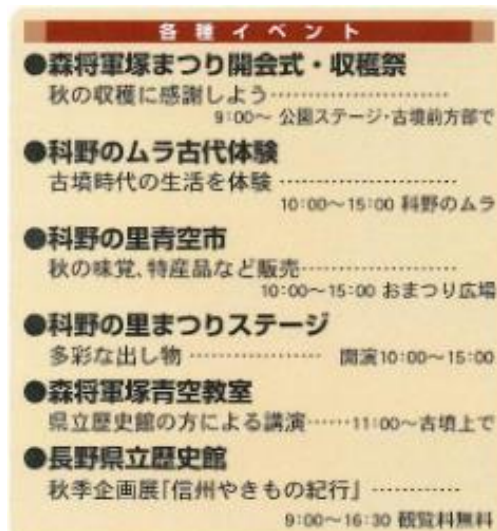 各種イベント
●森将軍塚まつり開会式・収穫祭
秋の収穫に感謝しよう……………………
9:00～ 公園ステージ・古墳前方部で
●科野のムラ古代体験
古墳時代の生活を体験……………………
10:00～15:00 科野のムラ
●科野の里青空市
秋の味覚、特産品など販売…………………
10:00～15:00 おまつり広場
●科野の里まつりステージ
多彩な出し物……………… 開演10:00～15:00
●森将軍塚青空教室
県立歴史館の方による講演……11:00～古墳上で
●長野県立歴史館
秋季企画展「信州やきもの紀行」…………
9:00～16:30 観覧料無料